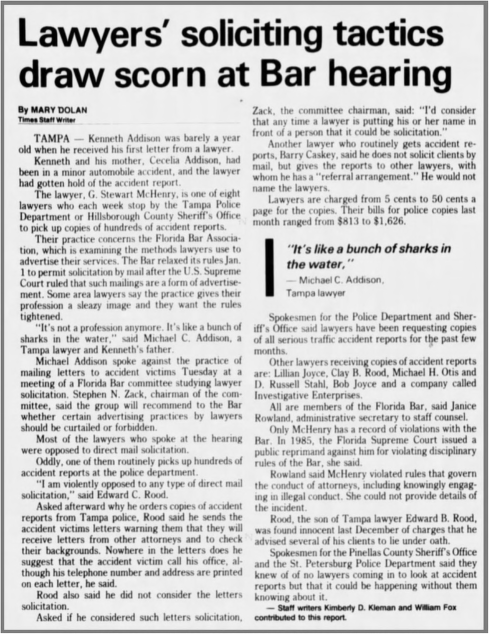 Lawyers' soliciting tactics
draw scorn at Bar hearing
By MARY DOLAN
Times Staff Writer
TAMPA — Kenneth Addison was barely a year
old when he received his first letter from a lawyer.
Kenneth and his mother, Cecelia Addison, had
been in a minor automobile accident, and the lawyer
had gotten hold of the accident report.
The lawyer, G. Stewart McHenry, is one of eight
lawyers who each week stop by the Tampa Police
Department or Hillsborough County Sheriff's Office
to pick up copies of hundreds of accident reports.
Their practice concerns the Florida Bar Associa-
tion, which is examining the methods lawyers use to
advertise their services. The Bar relaxed its rules Jan.
1 to permit solicitation by mail after the U.S. Supreme
Court ruled that such mailings are a form of advertise-
ment. Some area lawyers say the practice gives their
profession a sleazy image and they want the rules
tightened.
"It's not a profession anymore. It's like a bunch of
sharks in the water," said Michael C. Addison, a
Tampa lawyer and Kenneth's father.
Michael Addison spoke against the practice of
mailing letters to accident victims Tuesday at a
meeting of a Florida Bar committee studying lawyer
solicitation. Stephen N. Zack, chairman of the com-
mittee, said the group will recommend to the Bar
whether certain advertising practices by lawyers
should be curtailed or forbidden.
Most of the lawyers who spoke at the hearing
were opposed to direct mail solicitation.
Oddly, one of them routinely picks up hundreds of
accident reports at the police department.
"I am violently opposed to any type of direct mail
solicitation," said Edward C. Rood.
Asked afterward why he orders copies of accident
reports from Tampa police, Rood said he sends the
accident victims letters warning them that they will
receive letters from other attorneys and to check
their backgrounds. Nowhere in the letters does he
suggest that the accident victim call his office, al-
though his telephone number and address are printed
on each letter, he said.
Rood also said he did not consider the letters
solicitation.
Asked if he considered such letters solicitation,
Zack, the committee chairman, said: "I'd consider
that any time a lawyer is putting his or her name in
front of a person that it could be solicitation."
Another lawyer who routinely gets accident re-
ports, Barry Caskey, said he does not solicit clients by
mail, but gives the reports to other lawyers, with
whom he has a "referral arrangement." He would not
name the lawyers.
Lawyers are charged from 5 cents to 50 cents a
page for the copies. Their bills for police copies last
month ranged from $813 to $1,626.
"It's like a bunch of sharks in
the water,"
— Michael C. Addison,
Tampa lawyer
Spokesmen for the Police Department and Sher-
iff's Office said lawyers have been requesting copies
of all serious traffic accident reports for the past few
months.
Other lawyers receiving copies of accident reports
are: Lillian Joyce, Clay B. Rood, Michael H. Otis and
D. Russell Stahl, Bob Joyce and a company called
Investigative Enterprises.
All are members of the Florida Bar, said Janice
Rowland, administrative secretary to staff counsel.
Only McHenry has a record of violations with the
Bar. In 1985, the Florida Supreme Court issued a
public reprimand against him for violating disciplinary
rules of the Bar, she said.
Rowland said McHenry violated rules that govern
the conduct of attorneys, including knowingly engag-
ing in illegal conduct. She could not provide details of
the incident.
Rood, the son of Tampa lawyer Edward B. Rood,
was found innocent last December of charges that he
advised several of his clients to lie under oath.
Spokesmen for the Pinellas County Sheriff's Office
and the St. Petersburg Police Department said they
knew of of no lawyers coming in to look at accident
reports but that it could be happening without them
knowing about it.
— Staff writers Kimberly D. Kleman and William Fox
contributed to this report.